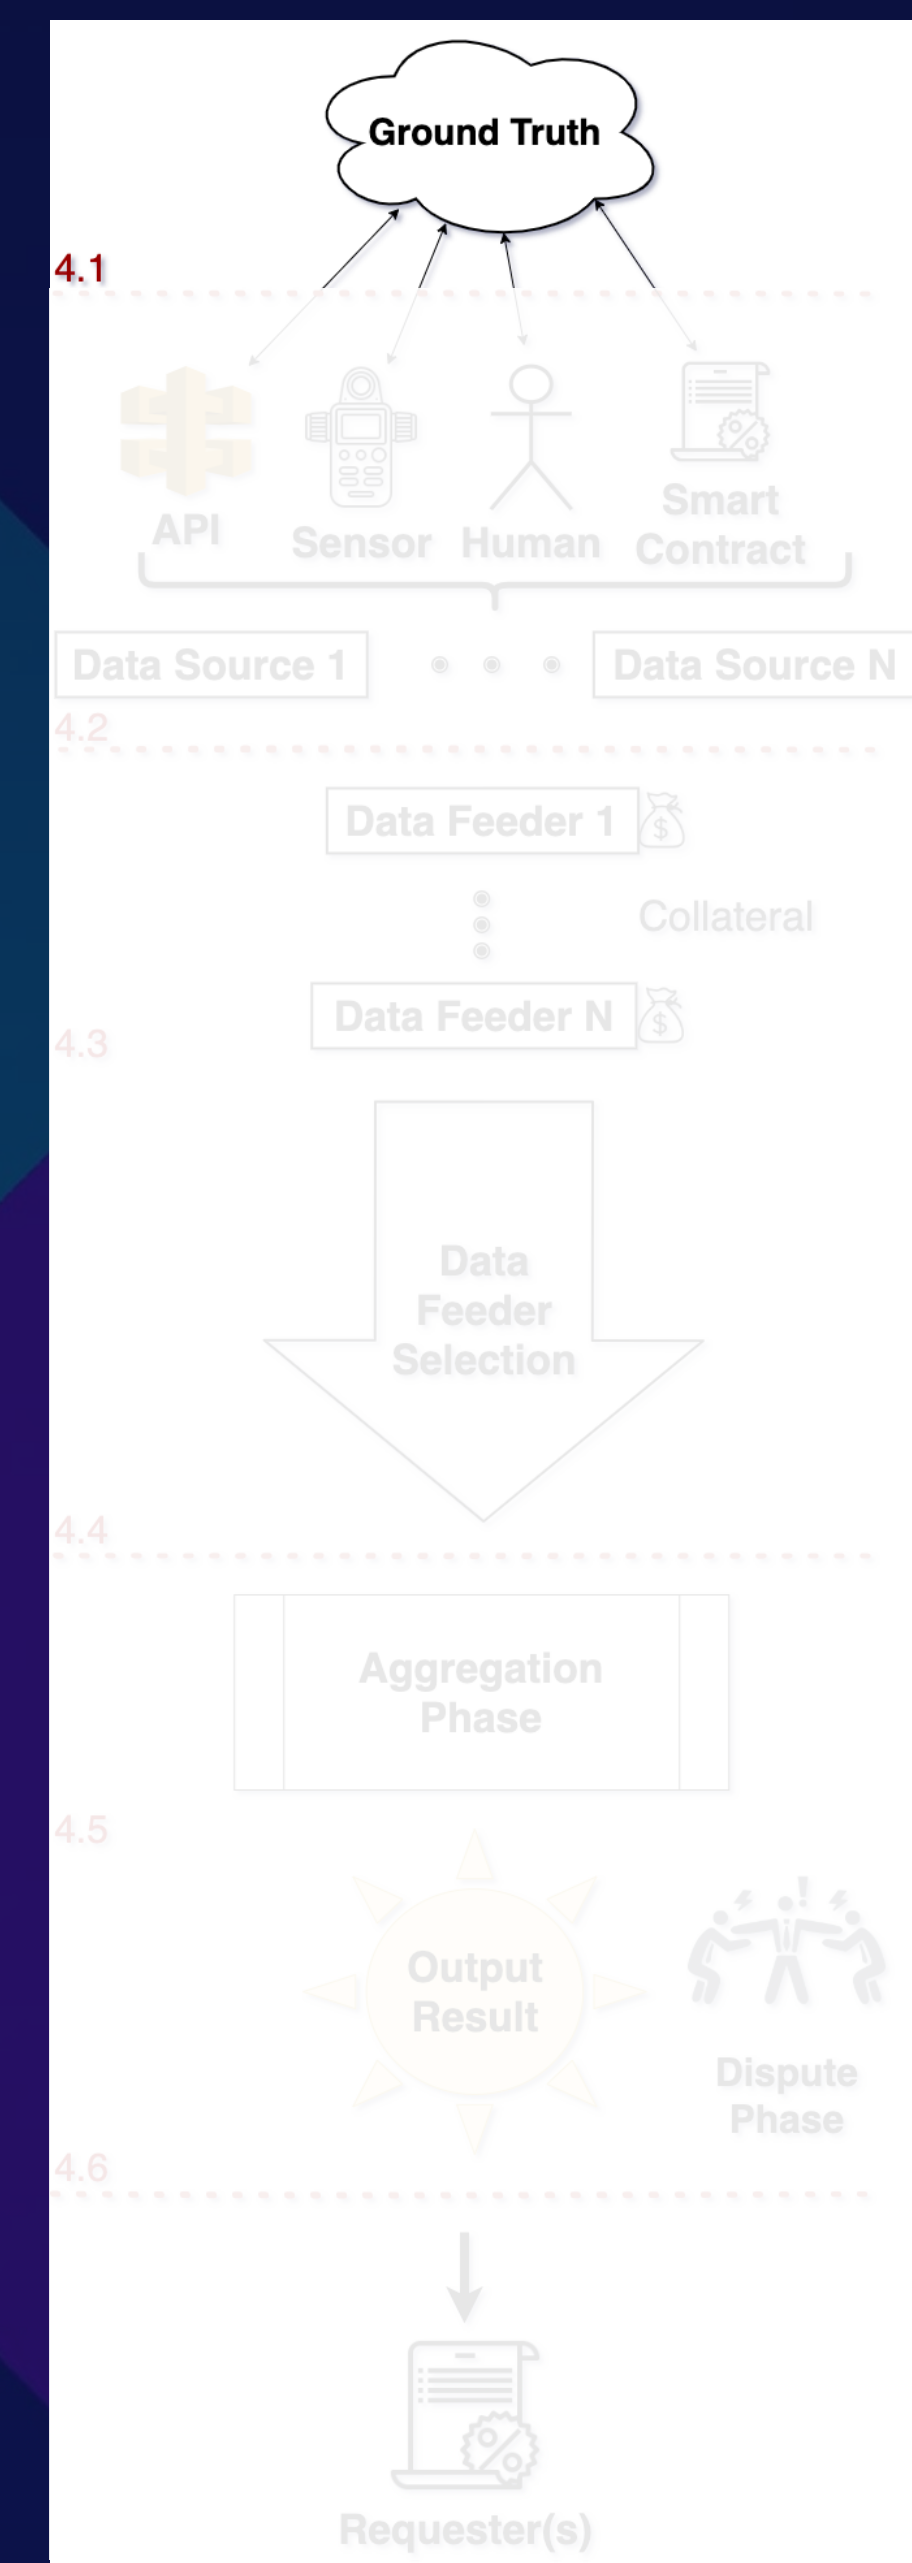 Ground Truth
4.1
API
Sensor
Human
Smart
Contract
Data Source 1
Data Source N
4.2
Data Feeder 1
$
Collateral
Data Feeder N
$
4.3
Data
Feeder
Selection
4.4
Aggregation
Phase
4.5
Output
Result
Dispute
Phase
4.6
Requester(s)